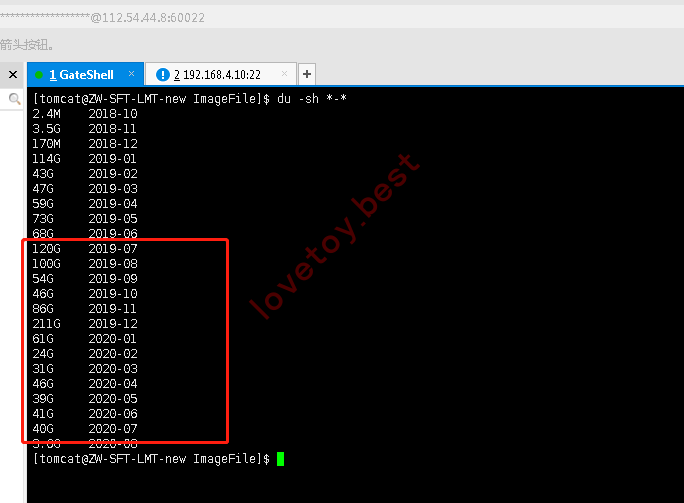 ******************@112.54.44.8:60022
箭头按钮。
1 GateShell
2 192.168.4.10:22
[tomcat@ZW-SFT-LMT-new ImageFile]$ du -sh *-*
2.4M 2018-10
3.5G 2018-11
170M 2018-12
114G 2019-01
43G 2019-02
47G 2019-03
59G 2019-04
73G 2019-05
68G 2019-06
120G 2019-07
100G 2019-08
54G 2019-09
46G 2019-10
86G 2019-11
211G 2019-12
61G 2020-01
24G 2020-02
31G 2020-03
46G 2020-04
39G 2020-05
41G 2020-06
40G 2020-07
3.0G 2020-08
[tomcat@ZW-SFT-LMT-new ImageFile]$
lovetoy.best